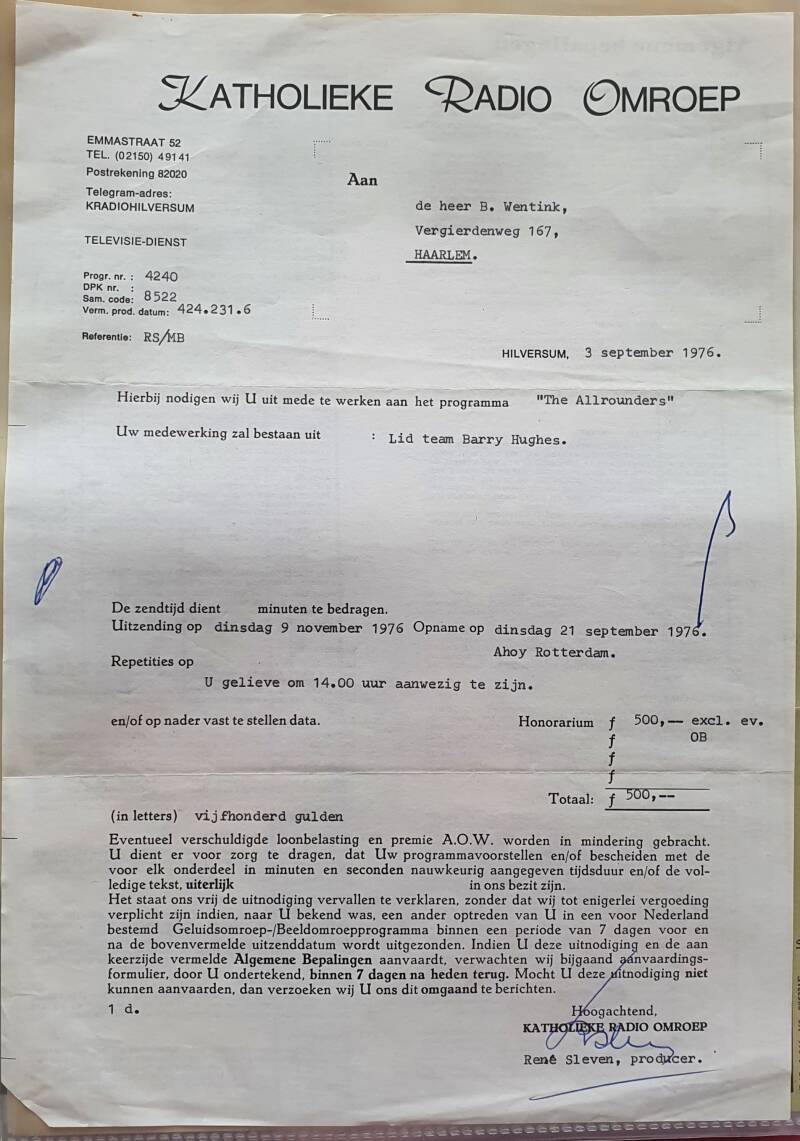 KATHOLIEKE RADIO OMROEP
EMMASTRAAT 52
TEL. (02150) 49141
Postrekening 82020
Telegram-adres:
KRADIOHILVERSUM
TELEVISIE-DIENST
Progr. nr. : 4240
DPK nr. :
Sam. code: 8522
Verm. prod. datum: 424.231.6
Referentie: RS/MB
Aan
de heer B. Wentink,
Vergierdenweg 167,
HAARLEM.
HILVERSUM, 3 september 1976.
Hierbij nodigen wij U uit mede te werken aan het programma "The Allrounders"
Uw medewerking zal bestaan uit : Lid team Barry Hughes.
De zendtijd dient minuten te bedragen.
Uitzending op dinsdag 9 november 1976 Opname op dinsdag 21 september 1976.
Ahoy Rotterdam.
Repetities op
U gelieve om 14.00 uur aanwezig te zijn.
en/of op nader vast te stellen data. Honorarium ƒ 500,-- excl. ev.
ƒ OB
ƒ
ƒ
Totaal: ƒ 500,--
(in letters) vijfhonderd gulden
Eventueel verschuldigde loonbelasting en premie A.O.W. worden in mindering gebracht.
U dient er voor zorg te dragen, dat Uw programmavoorstellen en/of bescheiden met de
voor elk onderdeel in minuten en seconden nauwkeurig aangegeven tijdsduur en/of de vol-
ledige tekst, uiterlijk in ons bezit zijn.
Het staat ons vrij de uitnodiging vervallen te verklaren, zonder dat wij tot enigerlei vergoeding
verplicht zijn indien, naar U bekend was, een ander optreden van U in een voor Nederland
bestemd Geluidsomroep-/Beeldomroepprogramma binnen een periode van 7 dagen voor en
na de bovenvermelde uitzenddatum wordt uitgezonden. Indien U deze uitnodiging en de aan
keerzijde vermelde Algemene Bepalingen aanvaardt, verwachten wij bijgaand aanvaardings-
formulier, door U ondertekend, binnen 7 dagen na heden terug. Mocht U deze uitnodiging niet
kunnen aanvaarden, dan verzoeken wij U ons dit omgaand te berichten.
1 d.
Hoogachtend,
KATHOLIEKE RADIO OMROEP
René Sleven, producer.